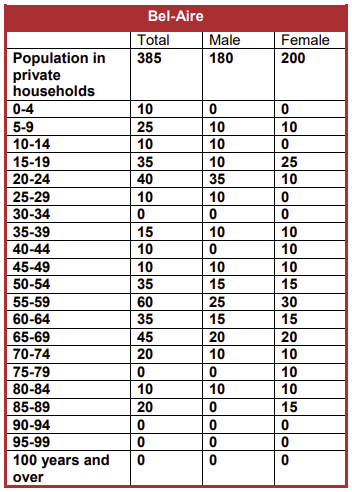 Bel-Aire
Total Male Female
Population in 385 180 200
private
households
0-4 10 0 0
5-9 25 10 10
10-14 10 10 0
15-19 35 10 25
20-24 40 35 10
25-29 10 10 0
30-34 0 0 0
35-39 15 10 10
40-44 10 0 10
45-49 10 10 10
50-54 35 15 15
55-59 60 25 30
60-64 35 15 15
65-69 45 20 20
70-74 20 10 10
75-79 0 0 10
80-84 10 10 10
85-89 20 0 15
90-94 0 0 0
95-99 0 0 0
100 years and 0 0 0
over